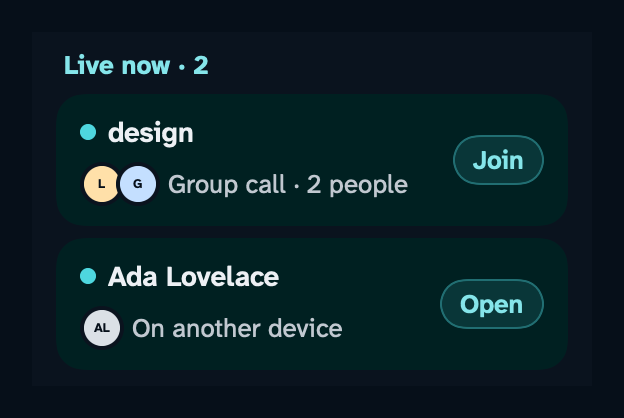 Live now · 2
design
L G Group call · 2 people
Join
Ada Lovelace
AL On another device
Open